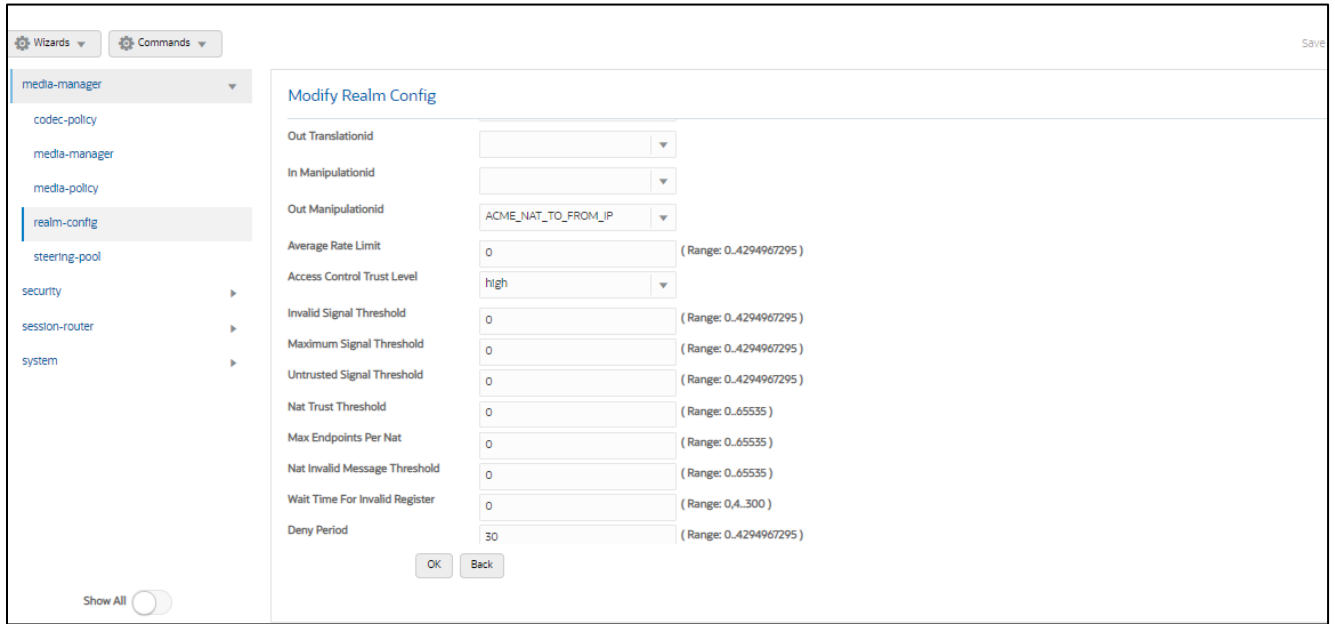 Wizards Commands Save
media-manager
codec-policy
media-manager
media-policy
realm-config
steering-pool
security
session-router
system
Show All
Modify Realm Config
Out Translationid
In Manipulationid
Out Manipulationid ACME_NAT_TO_FROM_IP
Average Rate Limit 0 ( Range: 0..4294967295 )
Access Control Trust Level high
Invalid Signal Threshold 0 ( Range: 0..4294967295 )
Maximum Signal Threshold 0 ( Range: 0..4294967295 )
Untrusted Signal Threshold 0 ( Range: 0..4294967295 )
Nat Trust Threshold 0 ( Range: 0..65535 )
Max Endpoints Per Nat 0 ( Range: 0..65535 )
Nat Invalid Message Threshold 0 ( Range: 0..65535 )
Wait Time For Invalid Register 0 ( Range: 0,4..300 )
Deny Period 30 ( Range: 0..4294967295 )
OK Back